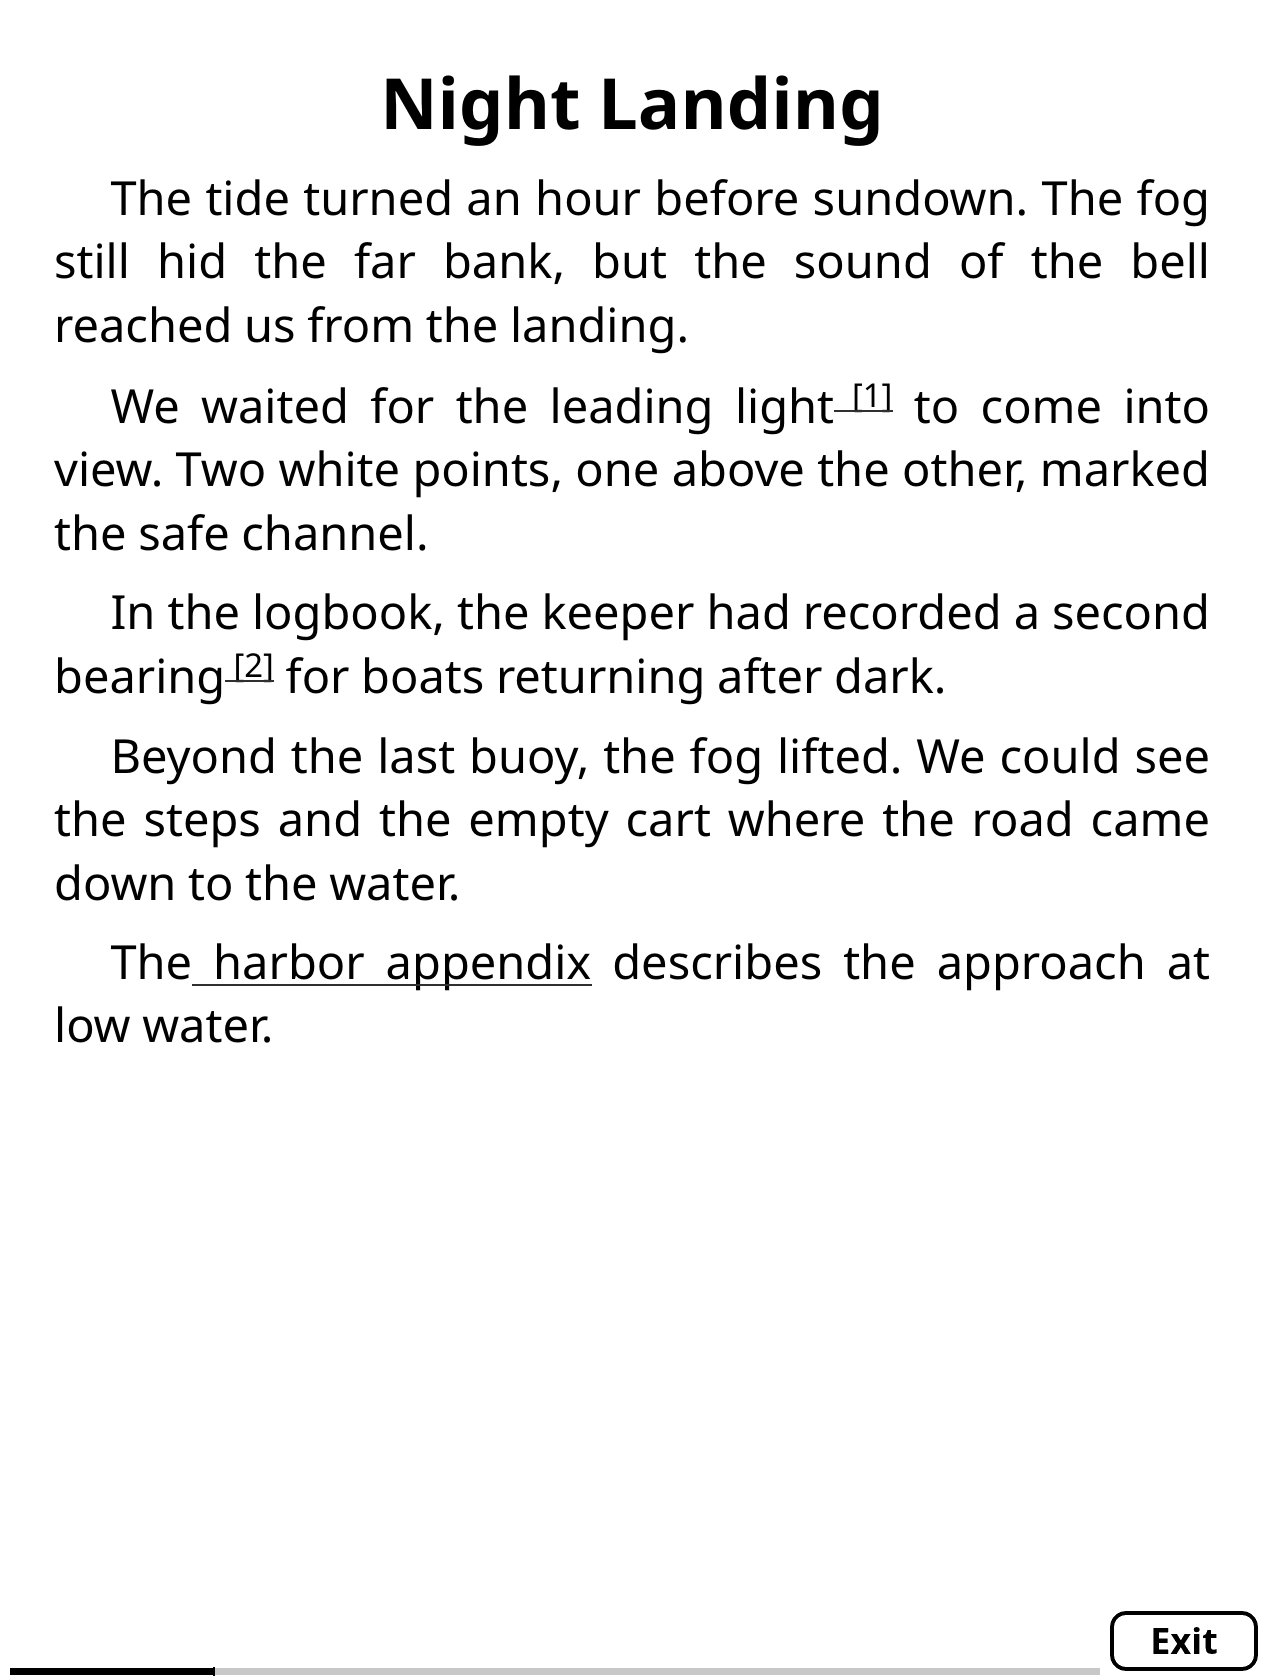 Night Landing
The tide turned an hour before sundown. The fog
still hid the far bank, but the sound of the bell
reached us from the landing.
We waited for the leading light [1] to come into
view. Two white points, one above the other, marked
the safe channel.
In the logbook, the keeper had recorded a second
bearing [2] for boats returning after dark.
Beyond the last buoy, the fog lifted. We could see
the steps and the empty cart where the road came
down to the water.
The harbor appendix describes the approach at
low water.
Exit